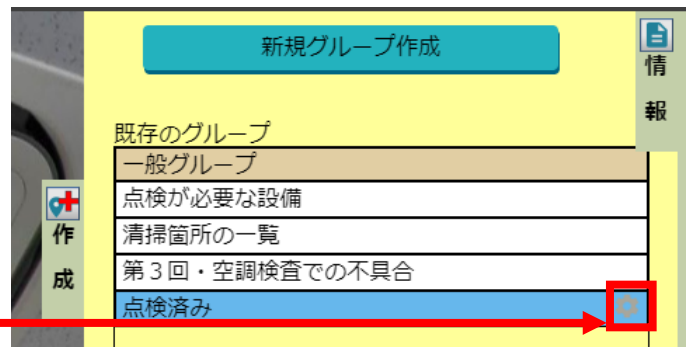 新規グループ作成
情報
既存のグループ
一般グループ
点検が必要な設備
作成
清掃箇所の一覧
第3回・空調検査での不具合
点検済み